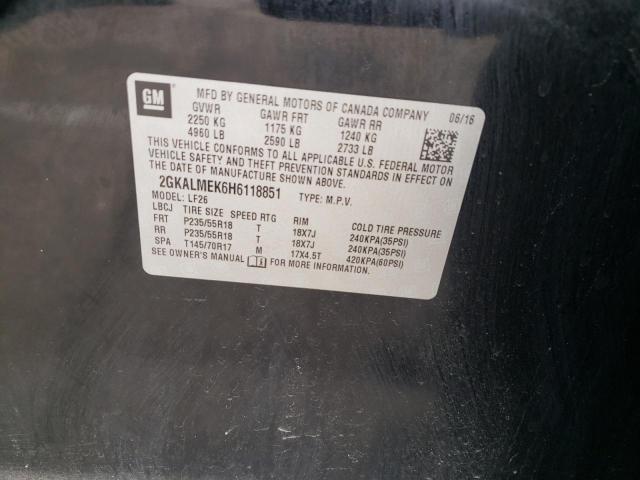 GM
MFD BY GENERAL MOTORS OF CANADA COMPANY 06/16
GVWR GAWR FRT GAWR RR
2250 KG 1175 KG 1240 KG
4960 LB 2590 LB 2733 LB
THIS VEHICLE CONFORMS TO ALL APPLICABLE U.S. FEDERAL MOTOR
VEHICLE SAFETY AND THEFT PREVENTION STANDARDS IN EFFECT ON
THE DATE OF MANUFACTURE SHOWN ABOVE.
2GKALMEK6H6118851 TYPE: M.P.V.
MODEL: LF26
LBCJ TIRE SIZE SPEED RTG RIM COLD TIRE PRESSURE
FRT P235/55R18 T 18X7J 240KPA(35PSI)
RR P235/55R18 T 18X7J 240KPA(35PSI)
SPA T145/70R17 M 17X4.5T 420KPA(60PSI)
SEE OWNER'S MANUAL FOR MORE INFORMATION.